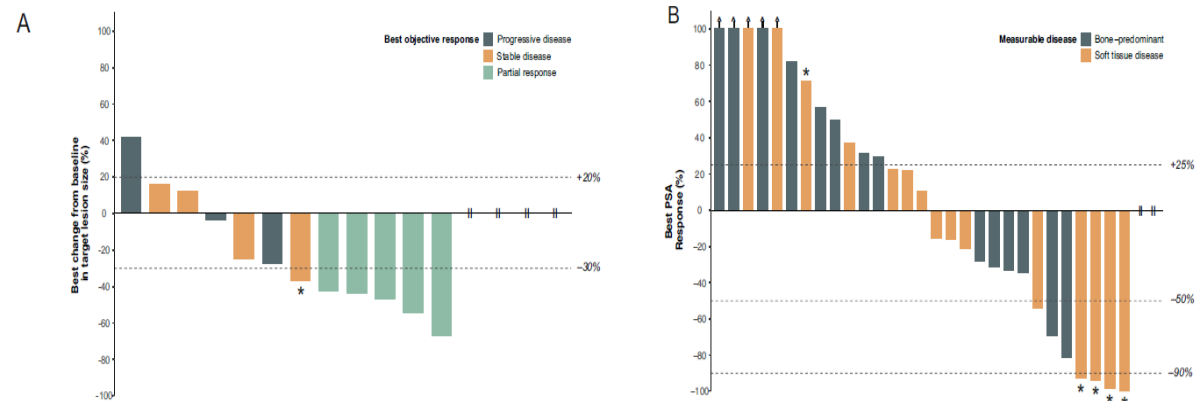 A
Best objective response
Progressive disease
Stable disease
Partial response
Best change from baseline
in target lesion size (%)
100
80
60
40
20
0
-20
-40
-60
-80
-100
+20%
−30%
*
B
Measurable disease
Bone−predominant
Soft tissue disease
Best PSA
Response (%)
100
80
60
40
20
0
−20
−40
−60
−80
−100
+25%
−50%
−90%
*
* * * *